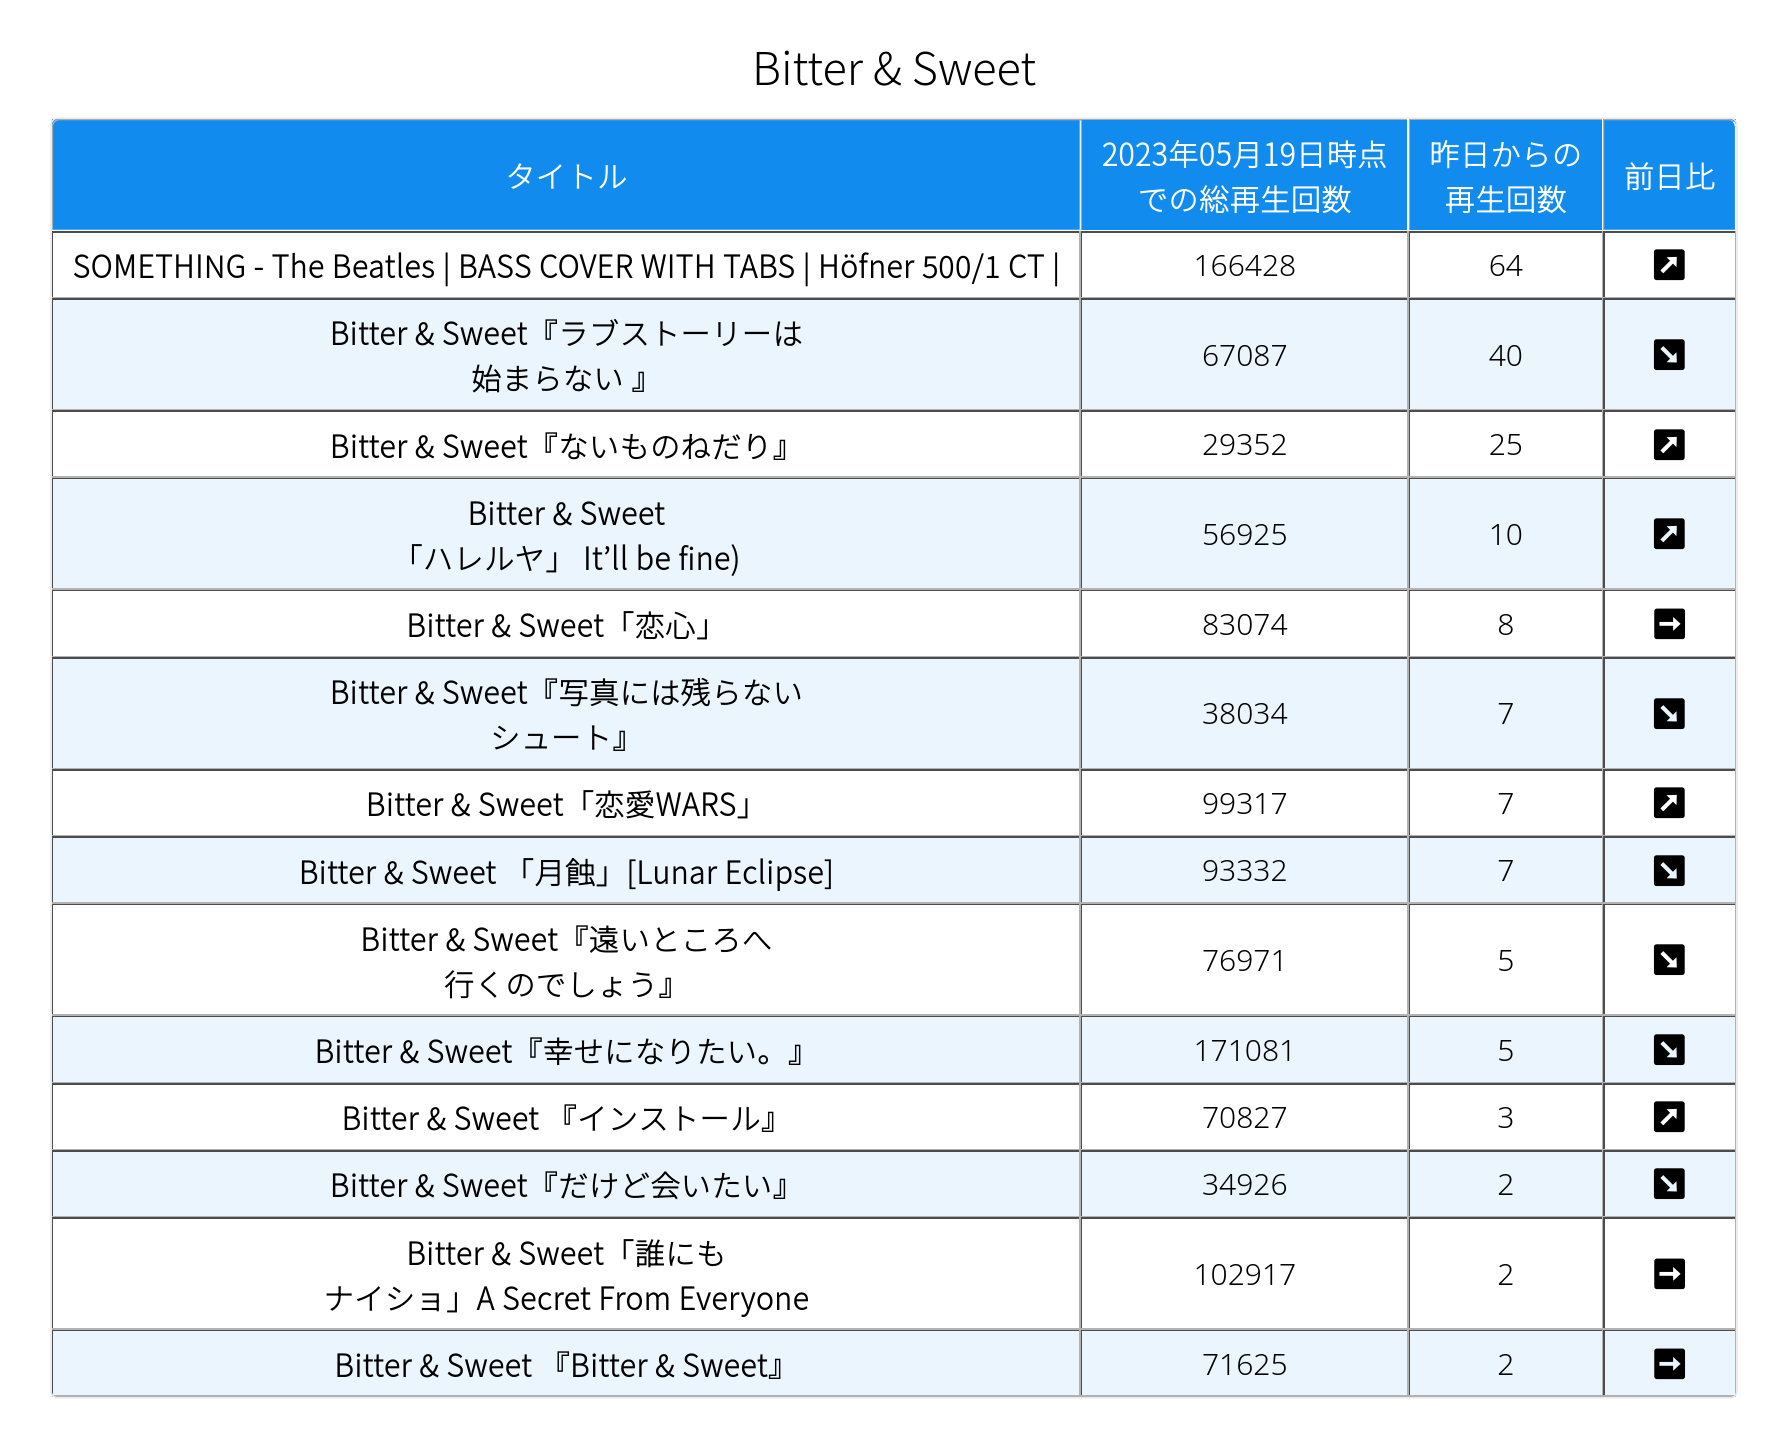 Bitter & Sweet
タイトル
2023年05月19日時点
での総再生回数
昨日からの
再生回数
前日比
SOMETHING - The Beatles | BASS COVER WITH TABS | Höfner 500/1 CT |
166428
64
Bitter & Sweet『ラブストーリーは
始まらない 』
67087
40
Bitter & Sweet『ないものねだり』
29352
25
Bitter & Sweet
「ハレルヤ」 It’ll be fine)
56925
10
Bitter & Sweet「恋心」
83074
8
Bitter & Sweet『写真には残らない
シュート』
38034
7
Bitter & Sweet「恋愛WARS」
99317
7
Bitter & Sweet 「月蝕」[Lunar Eclipse]
93332
7
Bitter & Sweet『遠いところへ
行くのでしょう』
76971
5
Bitter & Sweet『幸せになりたい。』
171081
5
Bitter & Sweet 『インストール』
70827
3
Bitter & Sweet『だけど会いたい』
34926
2
Bitter & Sweet「誰にも
ナイショ」A Secret From Everyone
102917
2
Bitter & Sweet 『Bitter & Sweet』
71625
2